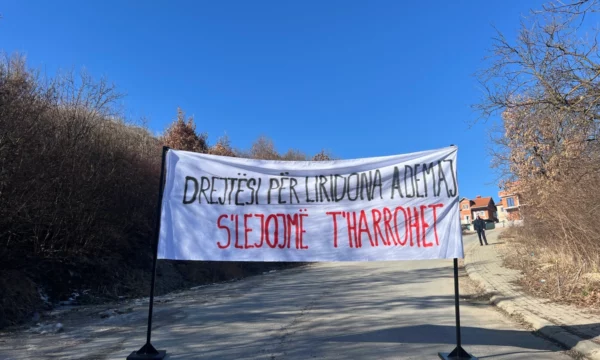 DREJTËSI PËR LIRIDONA ADEMAJ
S'LEJOJMË T'HARROHET